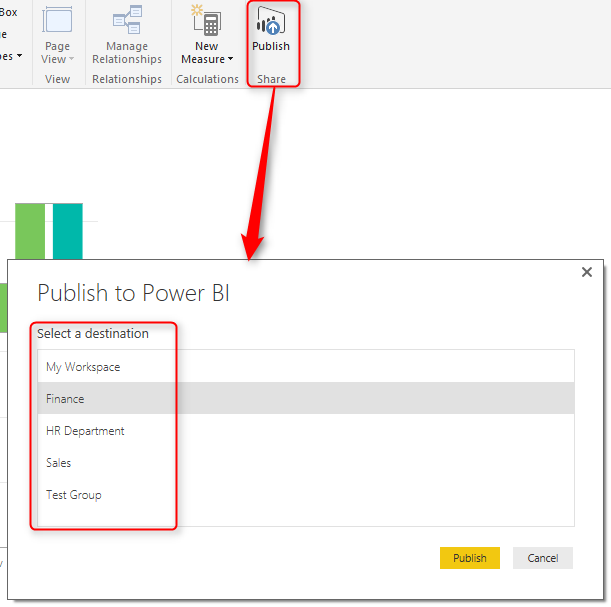 Box
e
Page
View
Manage
Relationships
New
Measure
Publish
View
Relationships
Calculations
Share
Publish to Power BI
Select a destination
My Workspace
Finance
HR Department
Sales
Test Group
Publish
Cancel